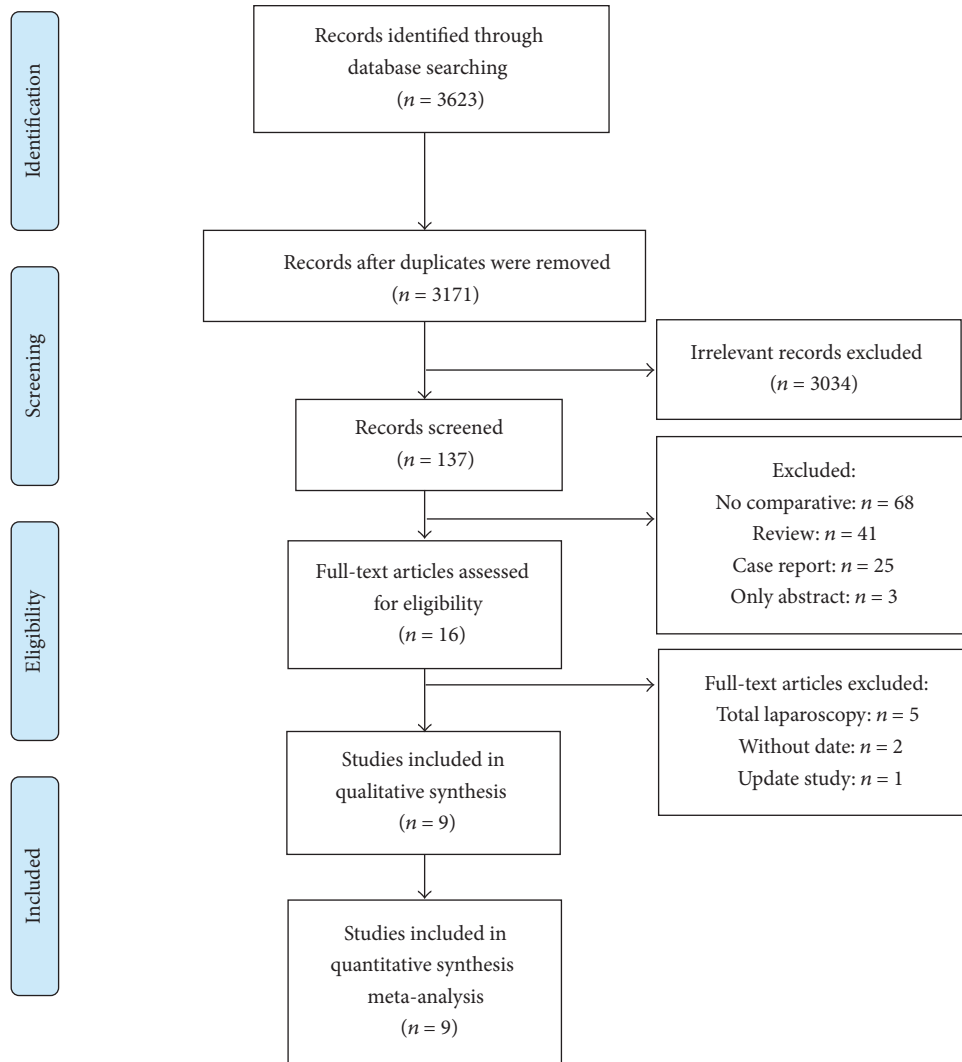 Identification
Records identified through
database searching
(n = 3623)
Records after duplicates were removed
(n = 3171)
Screening
Irrelevant records excluded
(n = 3034)
Records screened
(n = 137)
Excluded:
No comparative: n = 68
Review: n = 41
Case report: n = 25
Only abstract: n = 3
Eligibility
Full-text articles assessed
for eligibility
(n = 16)
Full-text articles excluded:
Total laparoscopy: n = 5
Without date: n = 2
Update study: n = 1
Studies included in
qualitative synthesis
(n = 9)
Included
Studies included in
quantitative synthesis
meta-analysis
(n = 9)